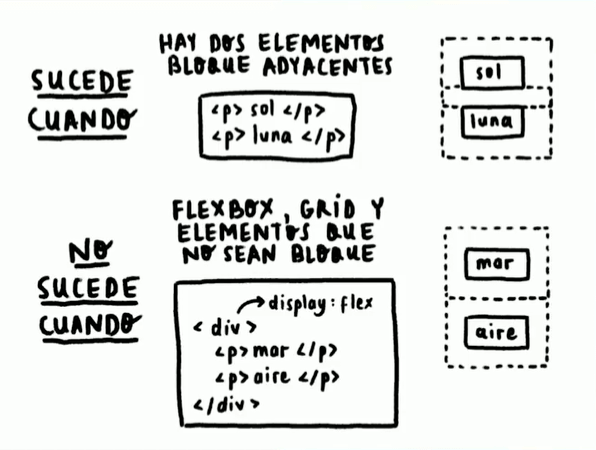 SUCEDE
CUANDO
HAY DOS ELEMENTOS
BLOQUE ADYACENTES
<p> sol </p>
<p> luna </p>
sol
luna
NO
SUCEDE
CUANDO
FLEXBOX, GRID Y
ELEMENTOS QUE
NO SEAN BLOQUE
display: flex
<div>
<p> mar </p>
<p> aire </p>
</div>
mar
aire